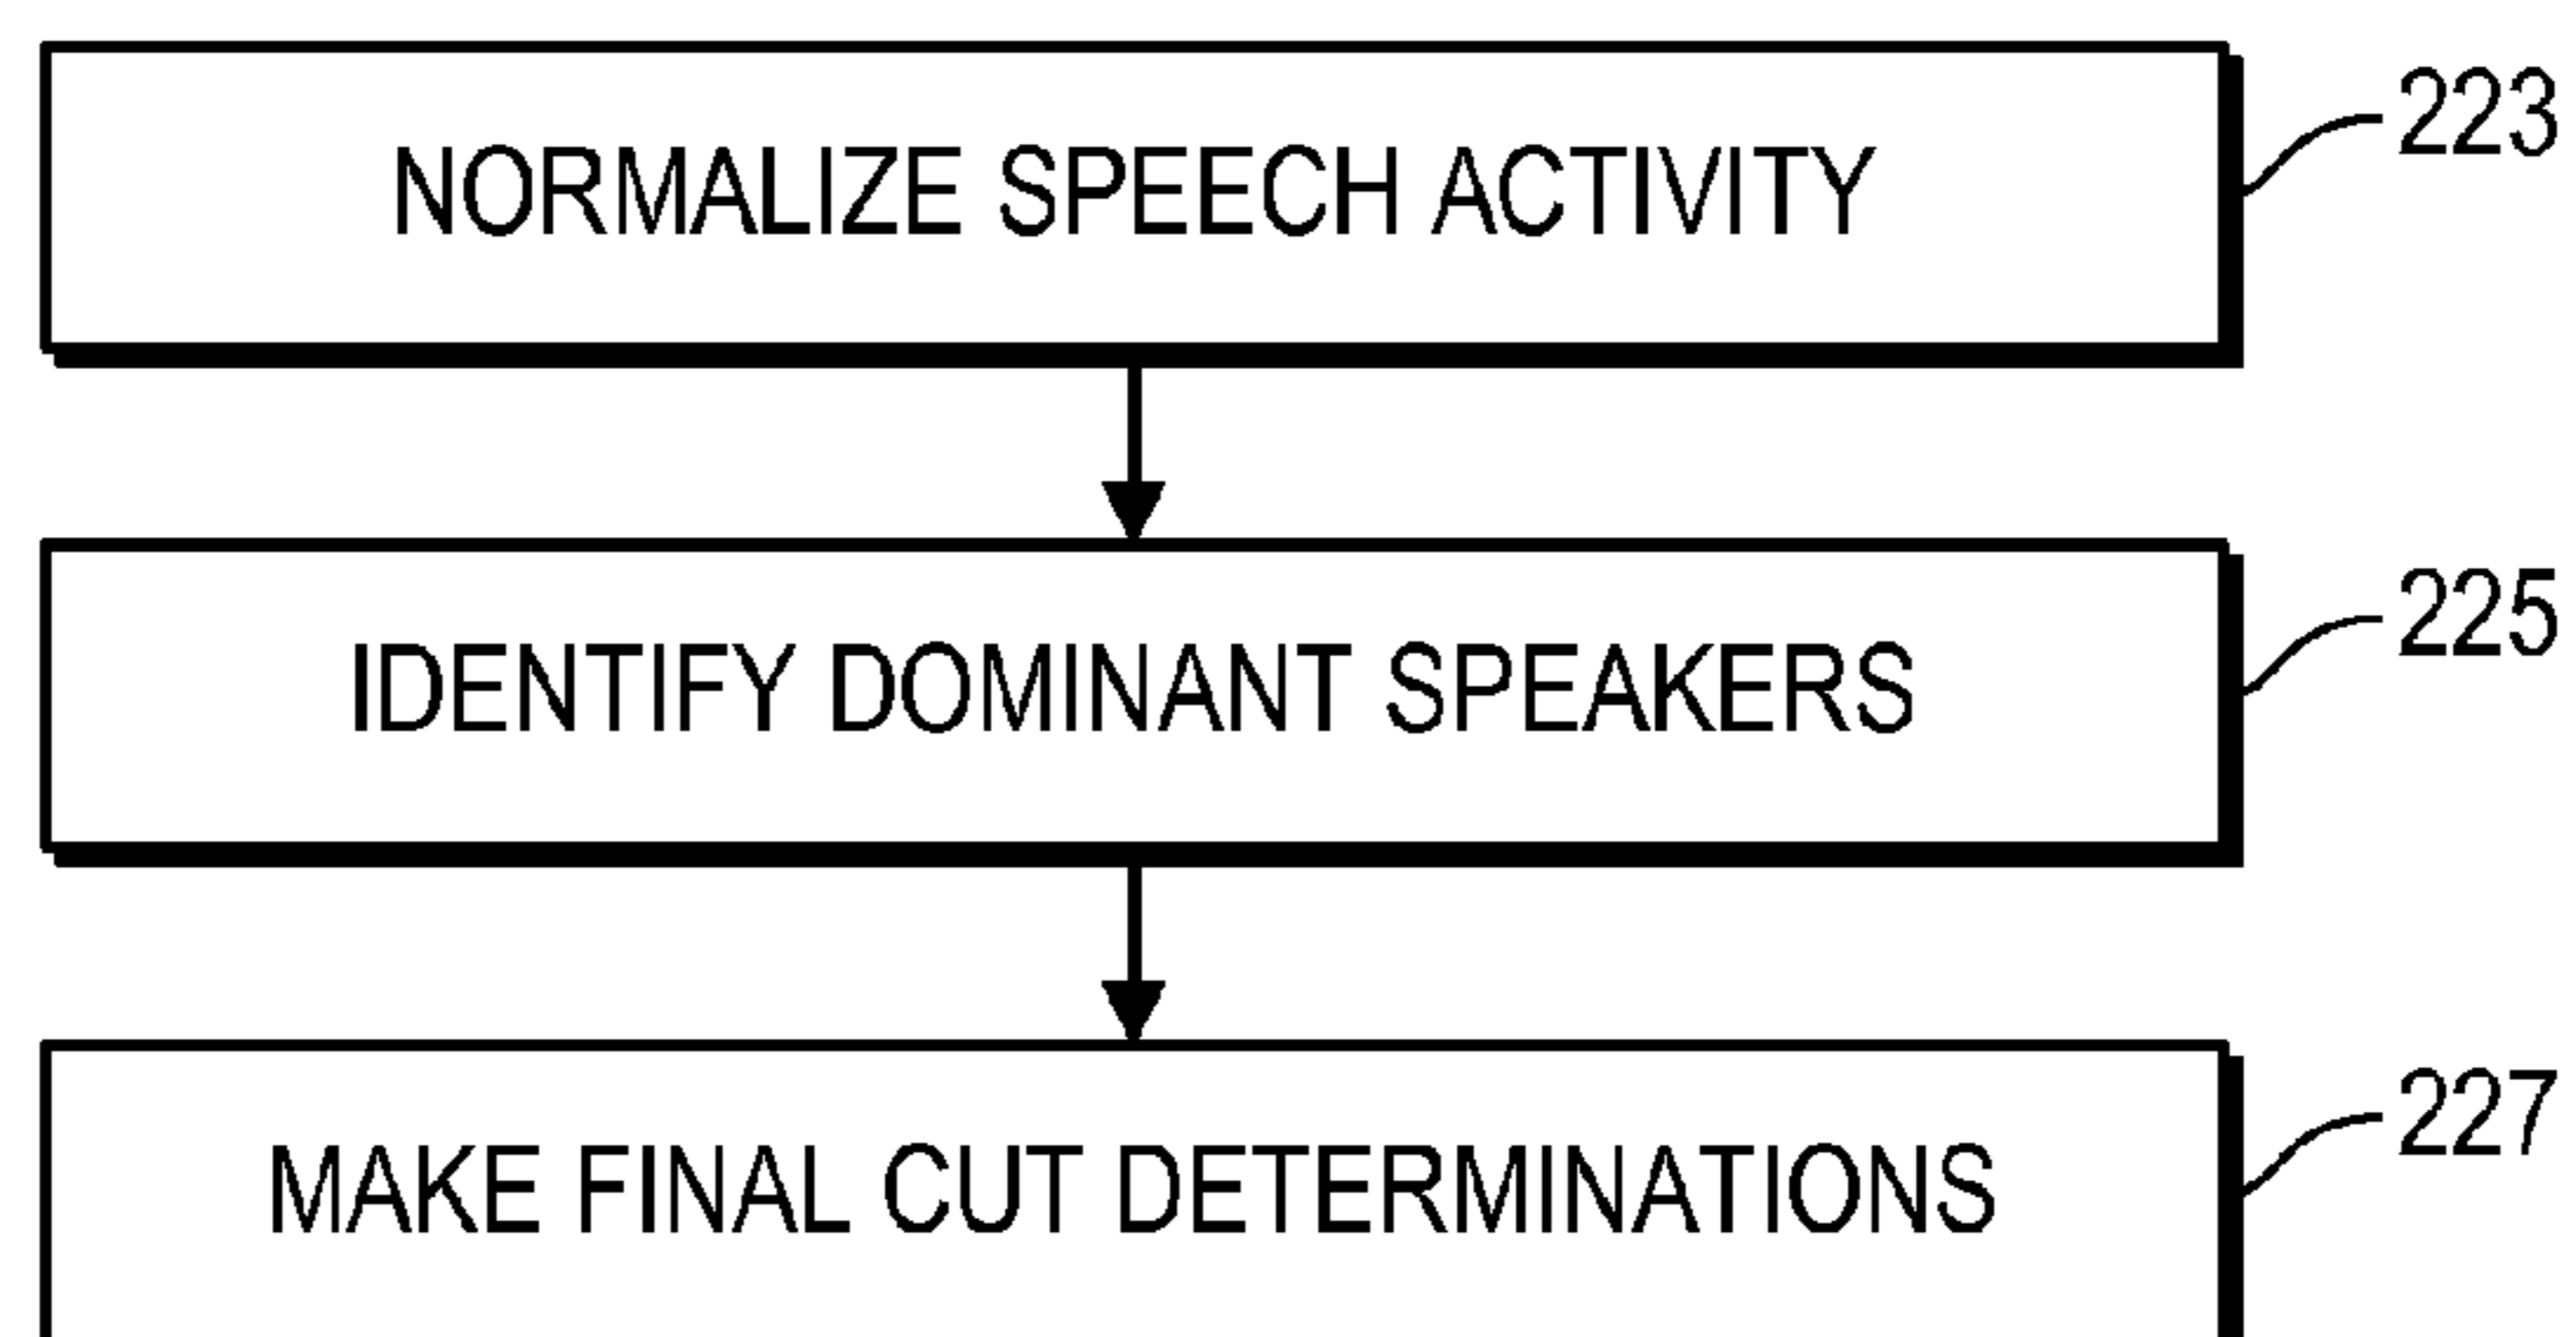 NORMALIZE SPEECH ACTIVITY
223
IDENTIFY DOMINANT SPEAKERS
225
MAKE FINAL CUT DETERMINATIONS
227